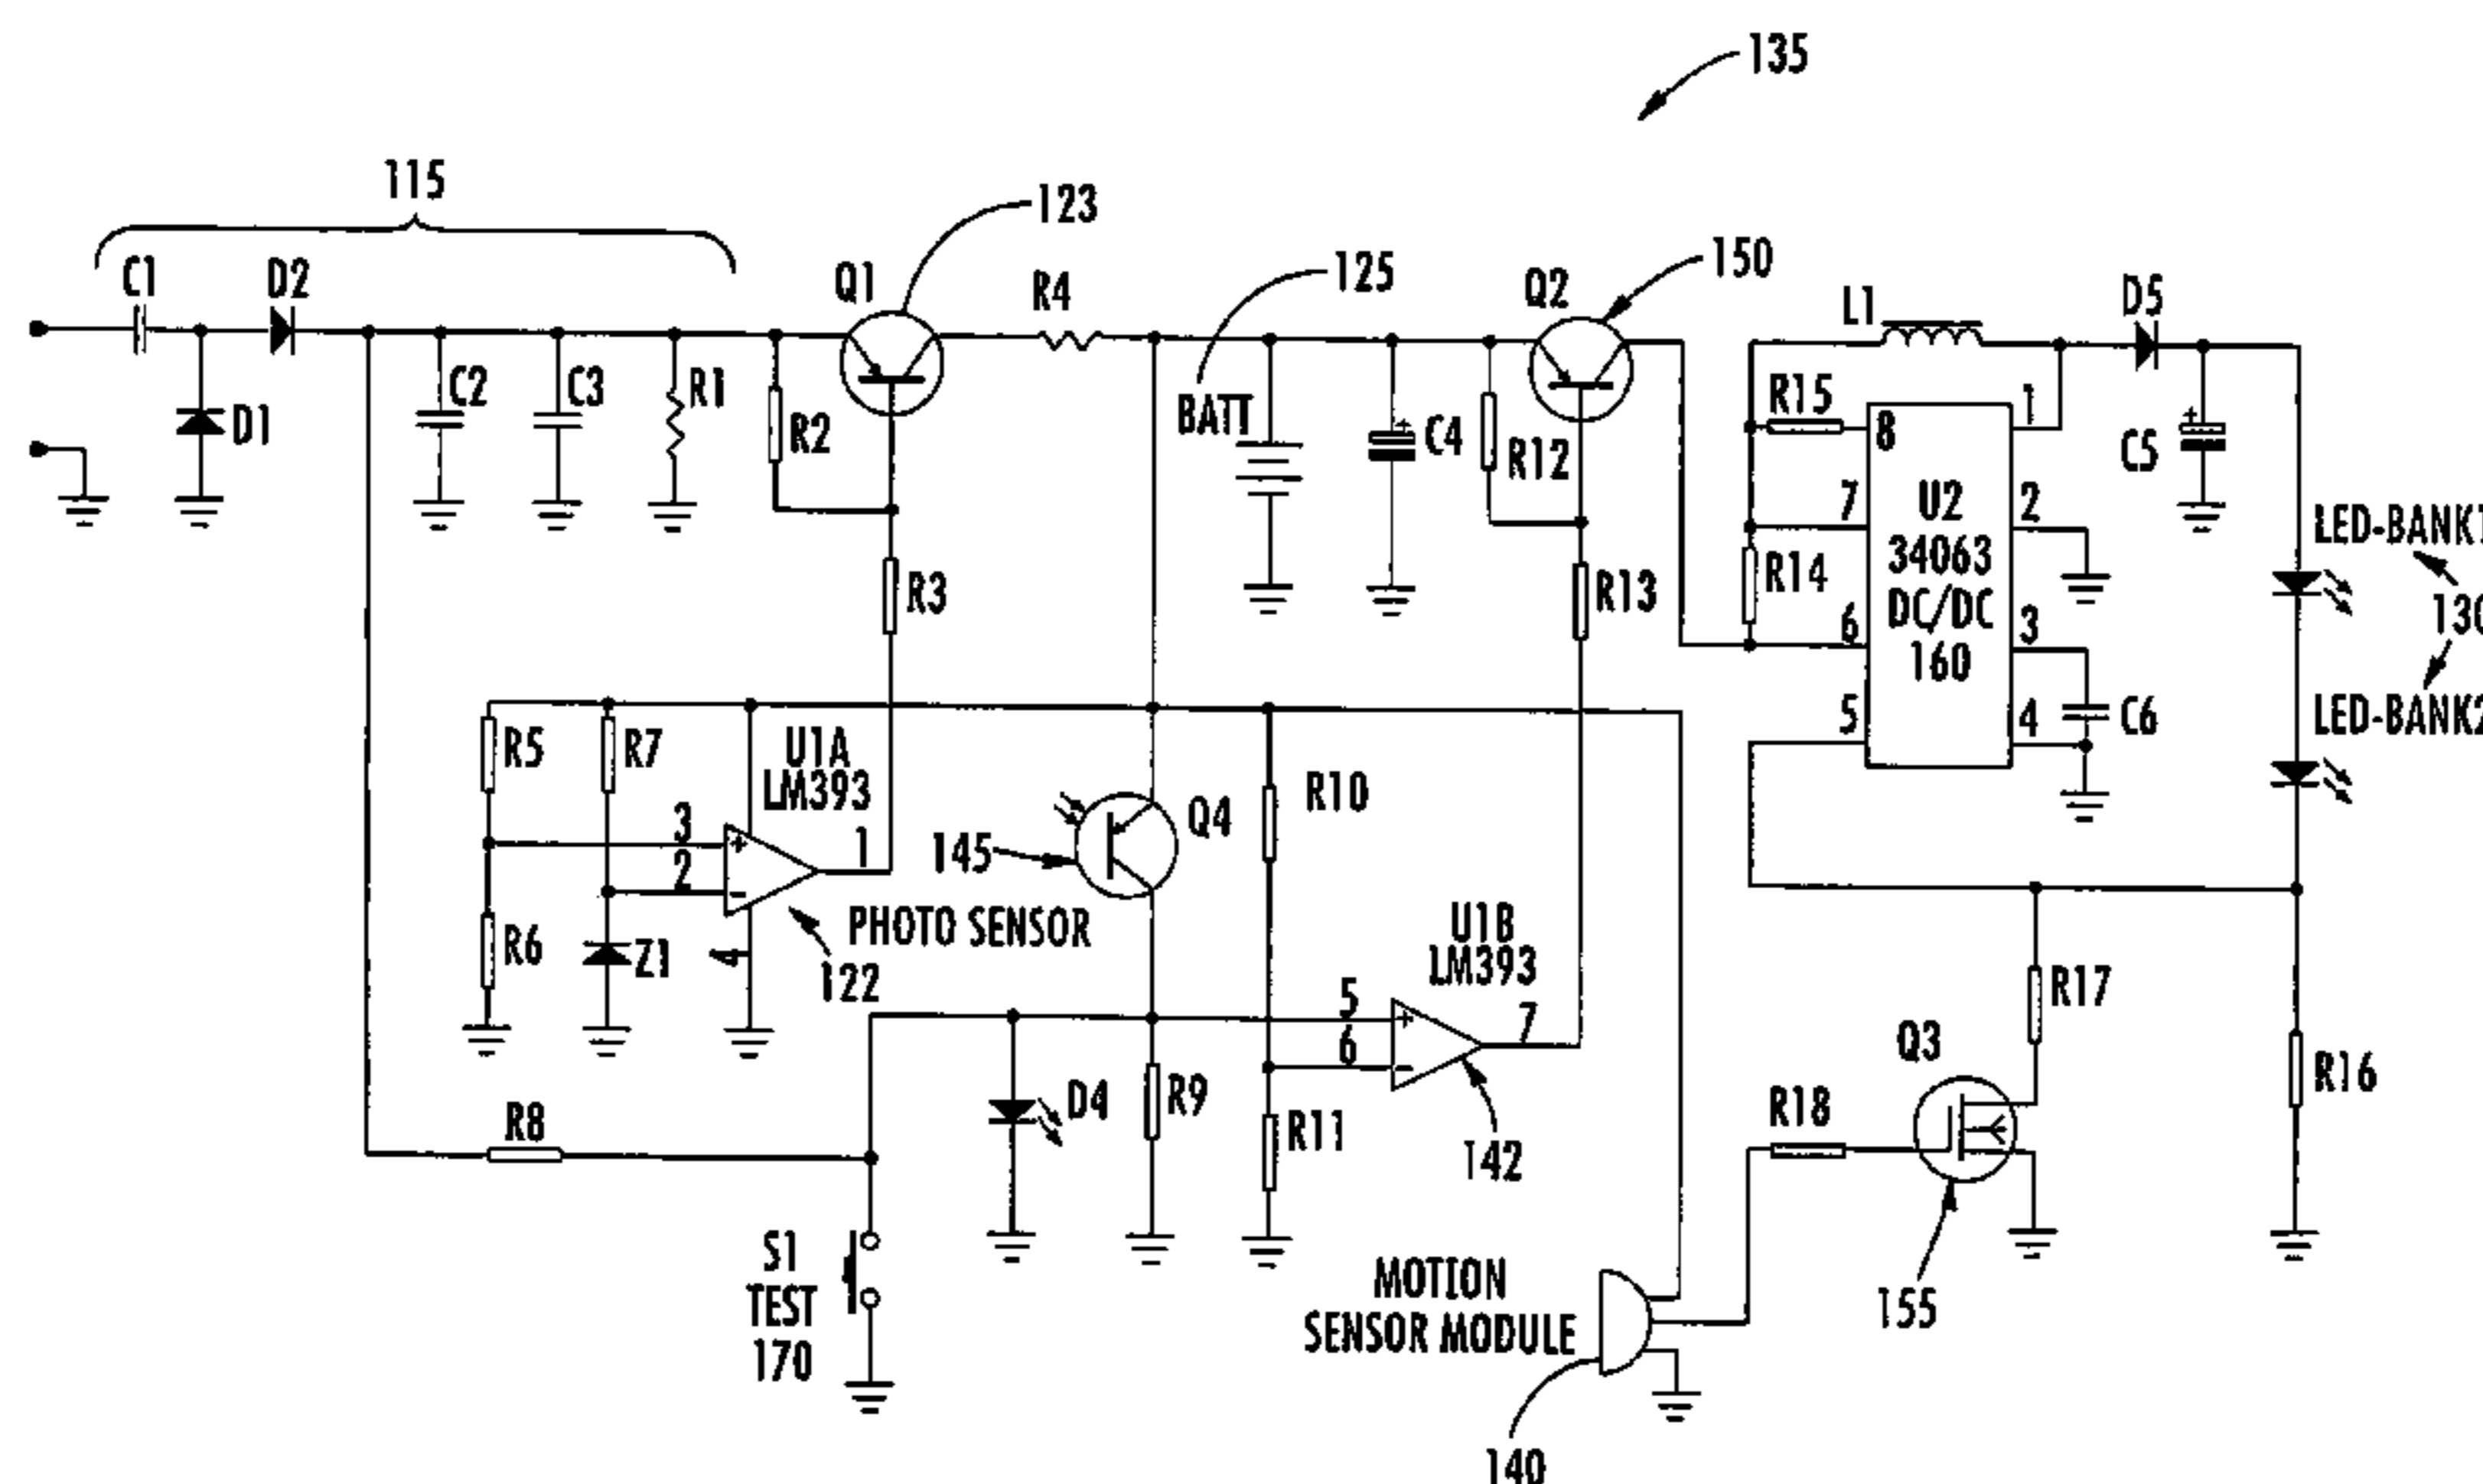 135
115
123
C1
D2
Q1
R4
125
Q2
150
L1
D5
D1
C2
C3
R1
R2
BATT
+
C4
R12
R15
8
1
+
C5
R3
R13
7
U2
2
34063
DC/DC
160
R14
6
3
5
4
C6
LED-BANK1
130
LED-BANK2
R5
R7
U1A
LM393
3
+
2
-
1
R6
Z1
4
PHOTO SENSOR
122
145
Q4
R10
U1B
LM393
5
+
6
-
7
142
R8
D4
R9
R11
S1
TEST
170
MOTION
SENSOR MODULE
140
R18
Q3
R17
155
R16